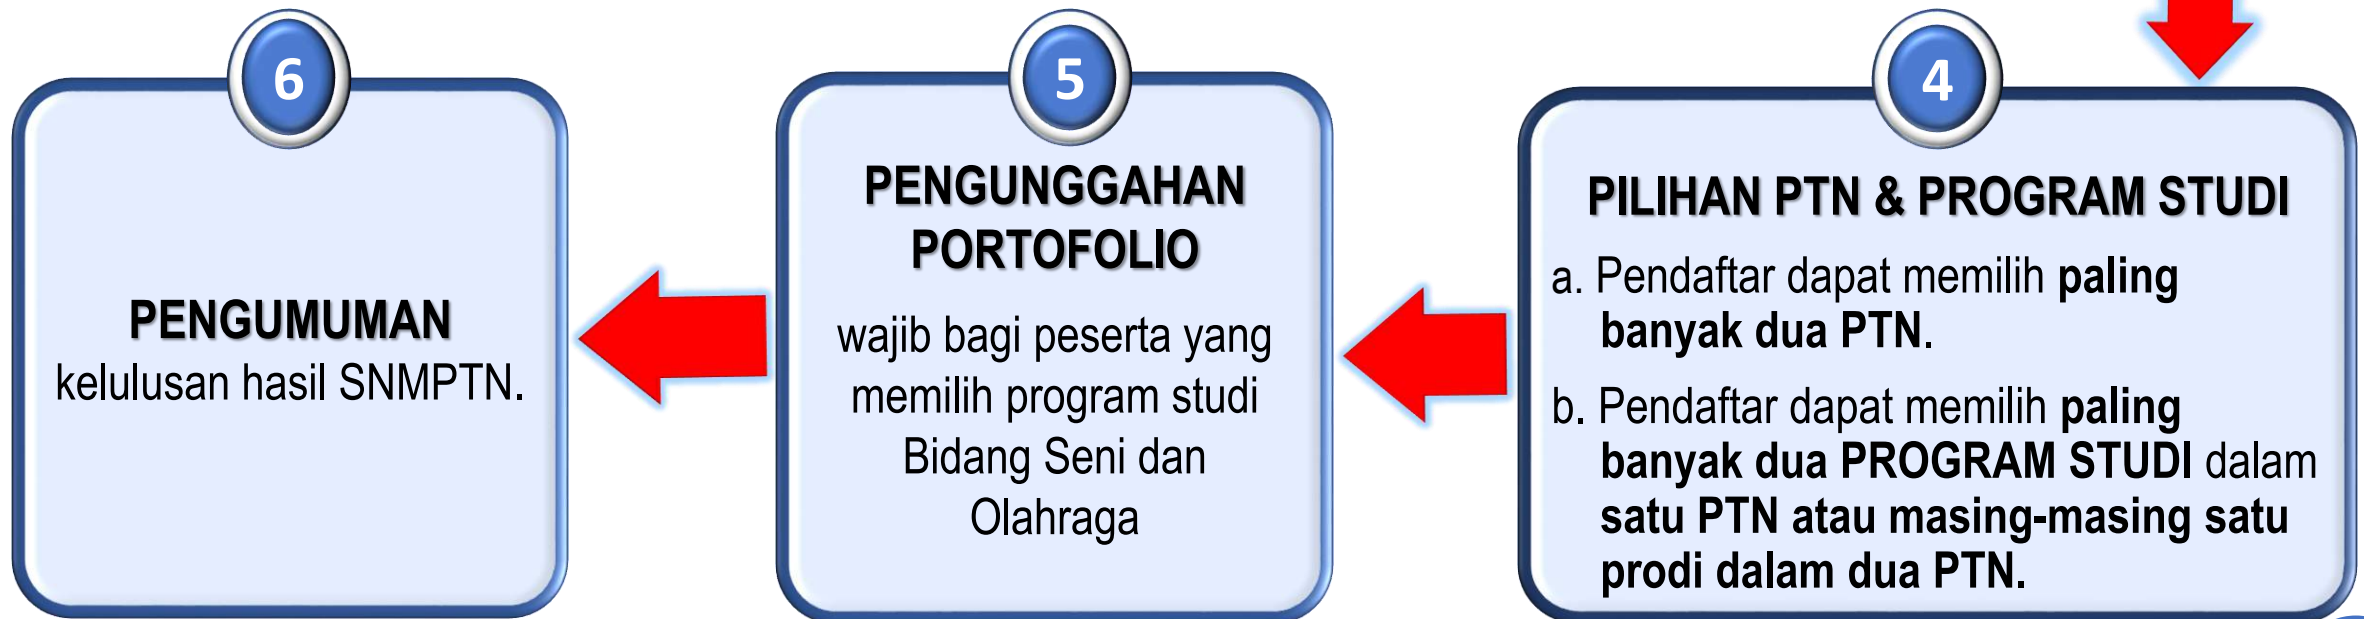 6
PENGUMUMAN
kelulusan hasil SNMPTN.
5
PENGUNGGAHAN
PORTOFOLIO
wajib bagi peserta yang
memilih program studi
Bidang Seni dan
Olahraga
4
PILIHAN PTN & PROGRAM STUDI
a. Pendaftar dapat memilih paling
banyak dua PTN.
b. Pendaftar dapat memilih paling
banyak dua PROGRAM STUDI dalam
satu PTN atau masing-masing satu
prodi dalam dua PTN.